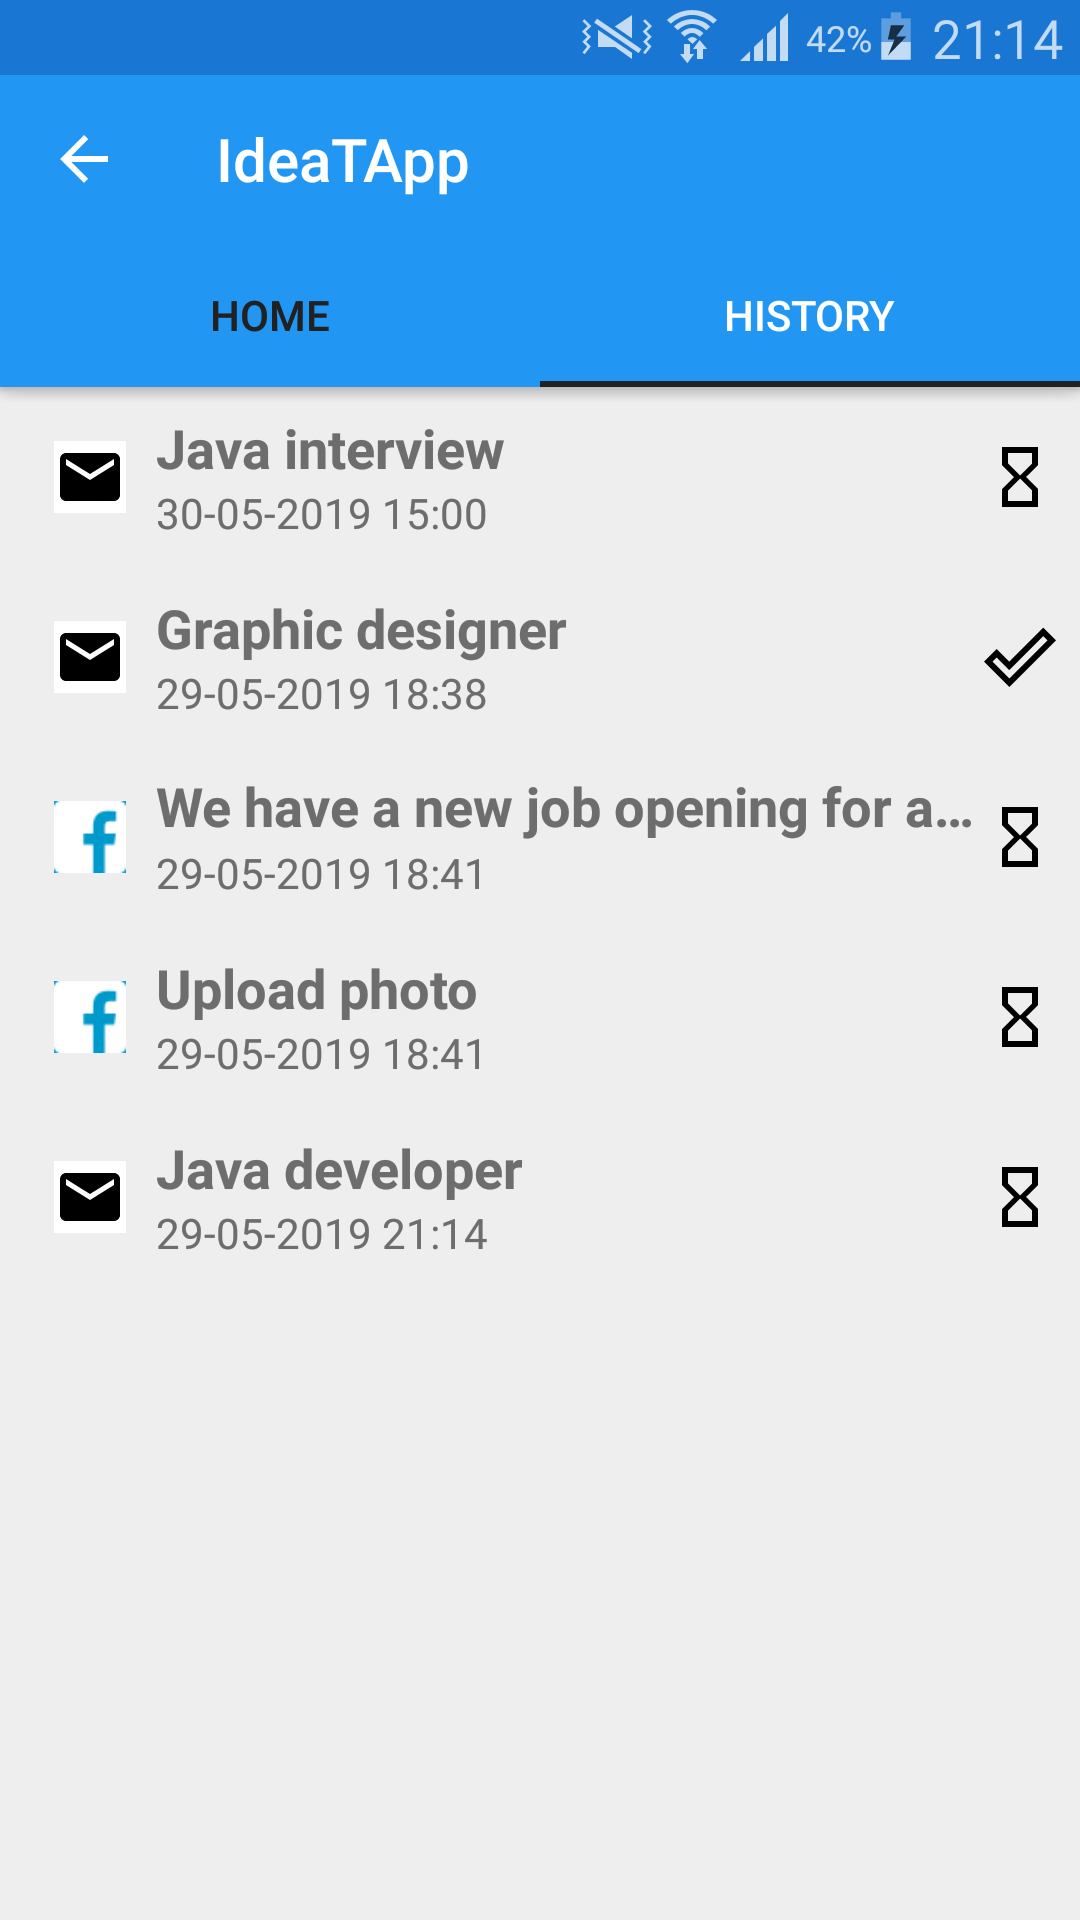 42% 21:14
IdeaTApp
HOME HISTORY
Java interview
30-05-2019 15:00
Graphic designer
29-05-2019 18:38
We have a new job opening for a...
29-05-2019 18:41
Upload photo
29-05-2019 18:41
Java developer
29-05-2019 21:14